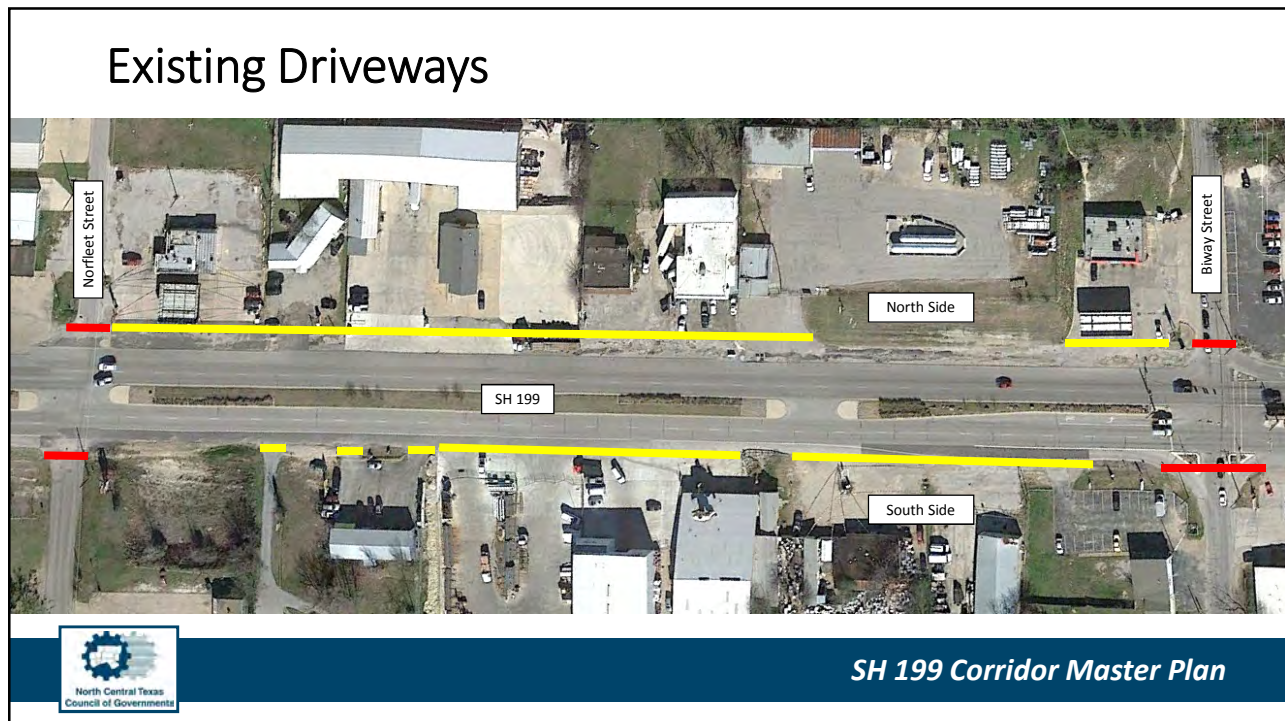 Existing Driveways
Norfleet Street
Biway Street
North Side
SH 199
South Side
North Central Texas
Council of Governments
SH 199 Corridor Master Plan